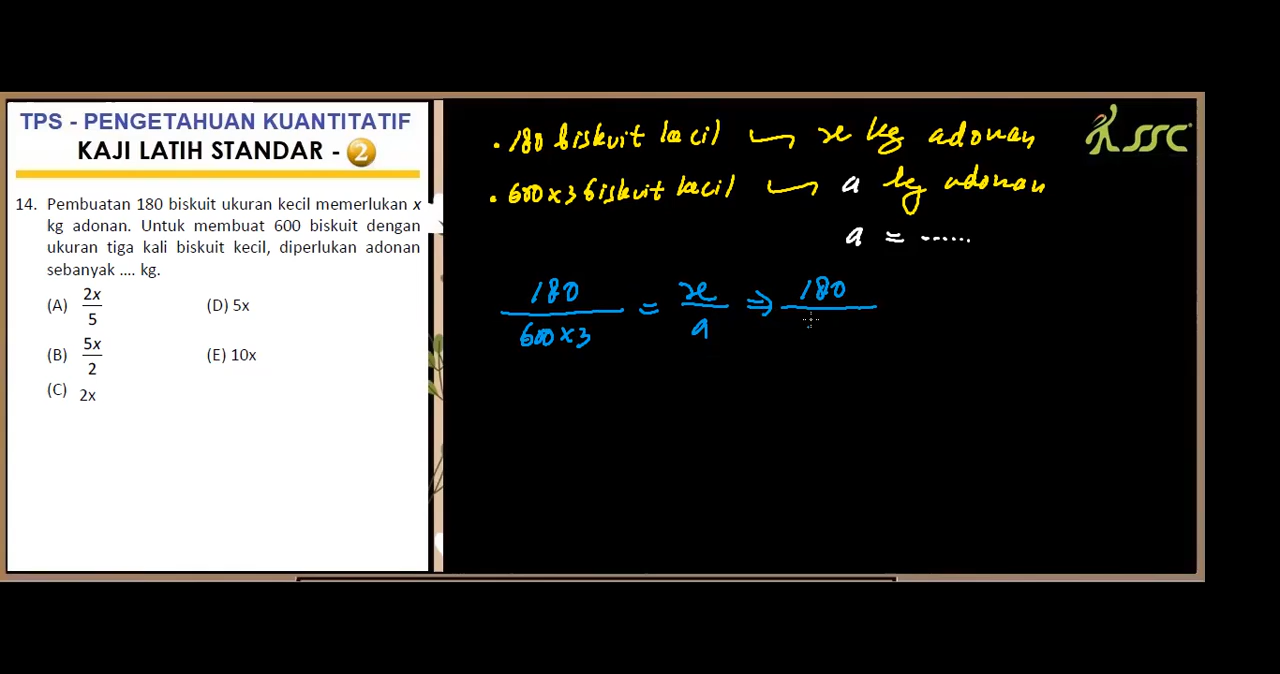 TPS - PENGETAHUAN KUANTITATIF
KAJI LATIH STANDAR - 2
14. Pembuatan 180 biskuit ukuran kecil memerlukan x
kg adonan. Untuk membuat 600 biskuit dengan
ukuran tiga kali biskuit kecil, diperlukan adonan
sebanyak .... kg.
(A) 2x/5 (D) 5x
(B) 5x/2 (E) 10x
(C) 2x
• 180 biskuit kecil → x kg adonan
• 600 x 3 biskuit kecil → a kg adonan
a = ......
180/600 x 3 = x/a ⇒ 180
SSC